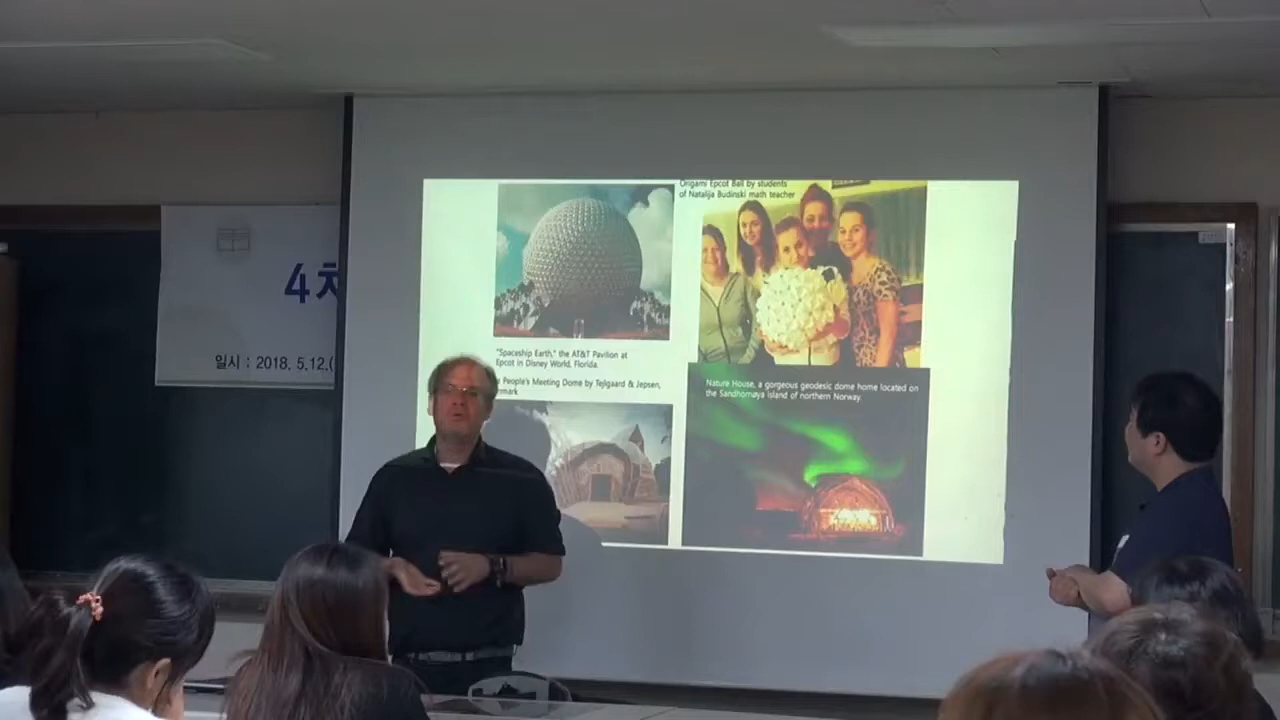 4차
일시 : 2018. 5.12.(
Origami Epcot Ball by students
of Natalija Budinski math teacher
"Spaceship Earth," the AT&T Pavilion at
Epcot in Disney World, Florida.
People's Meeting Dome by Tejlgaard & Jepsen,
mark
Nature House, a gorgeous geodesic dome home located on
the Sandhornøya Island of northern Norway.